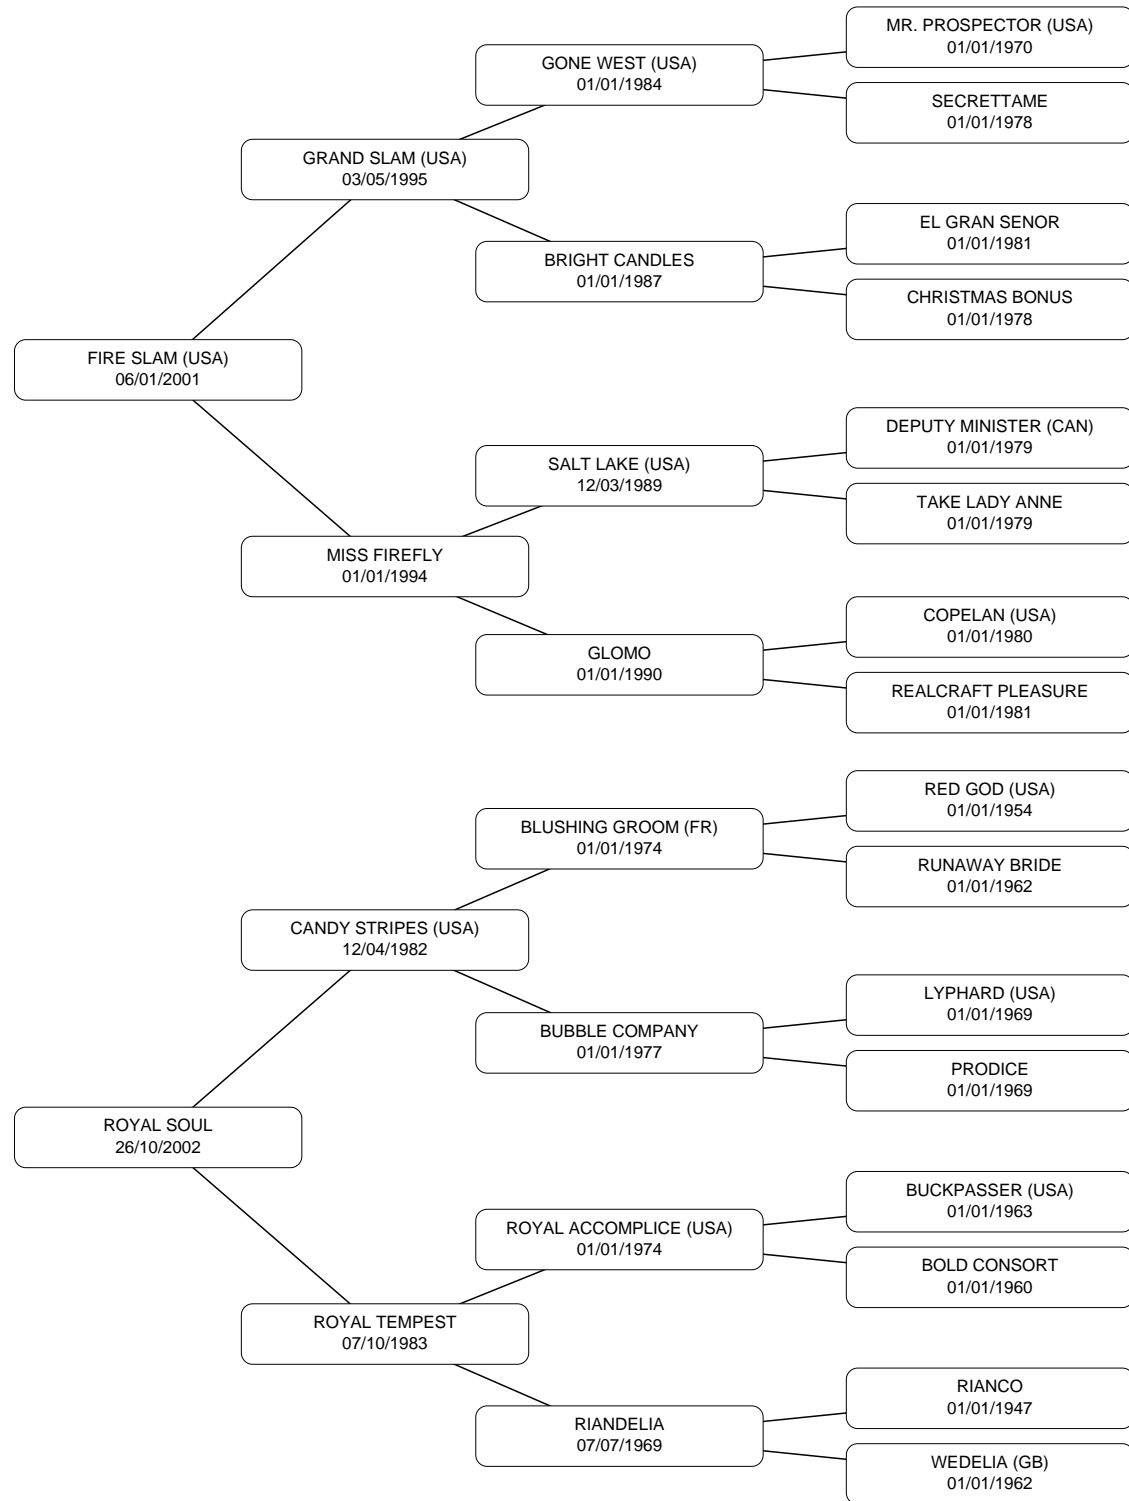 MR. PROSPECTOR (USA)
01/01/1970
GONE WEST (USA)
01/01/1984
SECRETTAME
01/01/1978
GRAND SLAM (USA)
03/05/1995
EL GRAN SENOR
01/01/1981
BRIGHT CANDLES
01/01/1987
CHRISTMAS BONUS
01/01/1978
FIRE SLAM (USA)
06/01/2001
DEPUTY MINISTER (CAN)
01/01/1979
SALT LAKE (USA)
12/03/1989
TAKE LADY ANNE
01/01/1979
MISS FIREFLY
01/01/1994
COPELAN (USA)
01/01/1980
GLOMO
01/01/1990
REALCRAFT PLEASURE
01/01/1981
RED GOD (USA)
01/01/1954
BLUSHING GROOM (FR)
01/01/1974
RUNAWAY BRIDE
01/01/1962
CANDY STRIPES (USA)
12/04/1982
LYPHARD (USA)
01/01/1969
BUBBLE COMPANY
01/01/1977
PRODICE
01/01/1969
ROYAL SOUL
26/10/2002
BUCKPASSER (USA)
01/01/1963
ROYAL ACCOMPLICE (USA)
01/01/1974
BOLD CONSORT
01/01/1960
ROYAL TEMPEST
07/10/1983
RIANCO
01/01/1947
RIANDELIA
07/07/1969
WEDELIA (GB)
01/01/1962